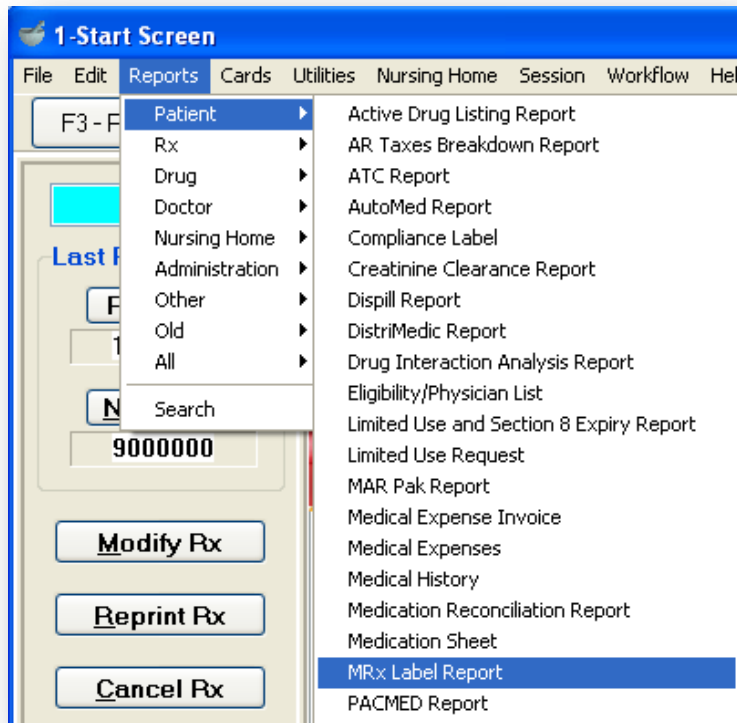 1-Start Screen
File Edit Reports Cards Utilities Nursing Home Session Workflow Hel
F3 - F
Patient
Rx
Drug
Doctor
Nursing Home
Administration
Other
Old
All
Search
Active Drug Listing Report
AR Taxes Breakdown Report
ATC Report
AutoMed Report
Compliance Label
Creatinine Clearance Report
Dispill Report
DistriMedic Report
Drug Interaction Analysis Report
Eligibility/Physician List
Limited Use and Section 8 Expiry Report
Limited Use Request
MAR Pak Report
Medical Expense Invoice
Medical Expenses
Medical History
Medication Reconciliation Report
Medication Sheet
MRx Label Report
PACMED Report
Last
N
9000000
Modify Rx
Reprint Rx
Cancel Rx